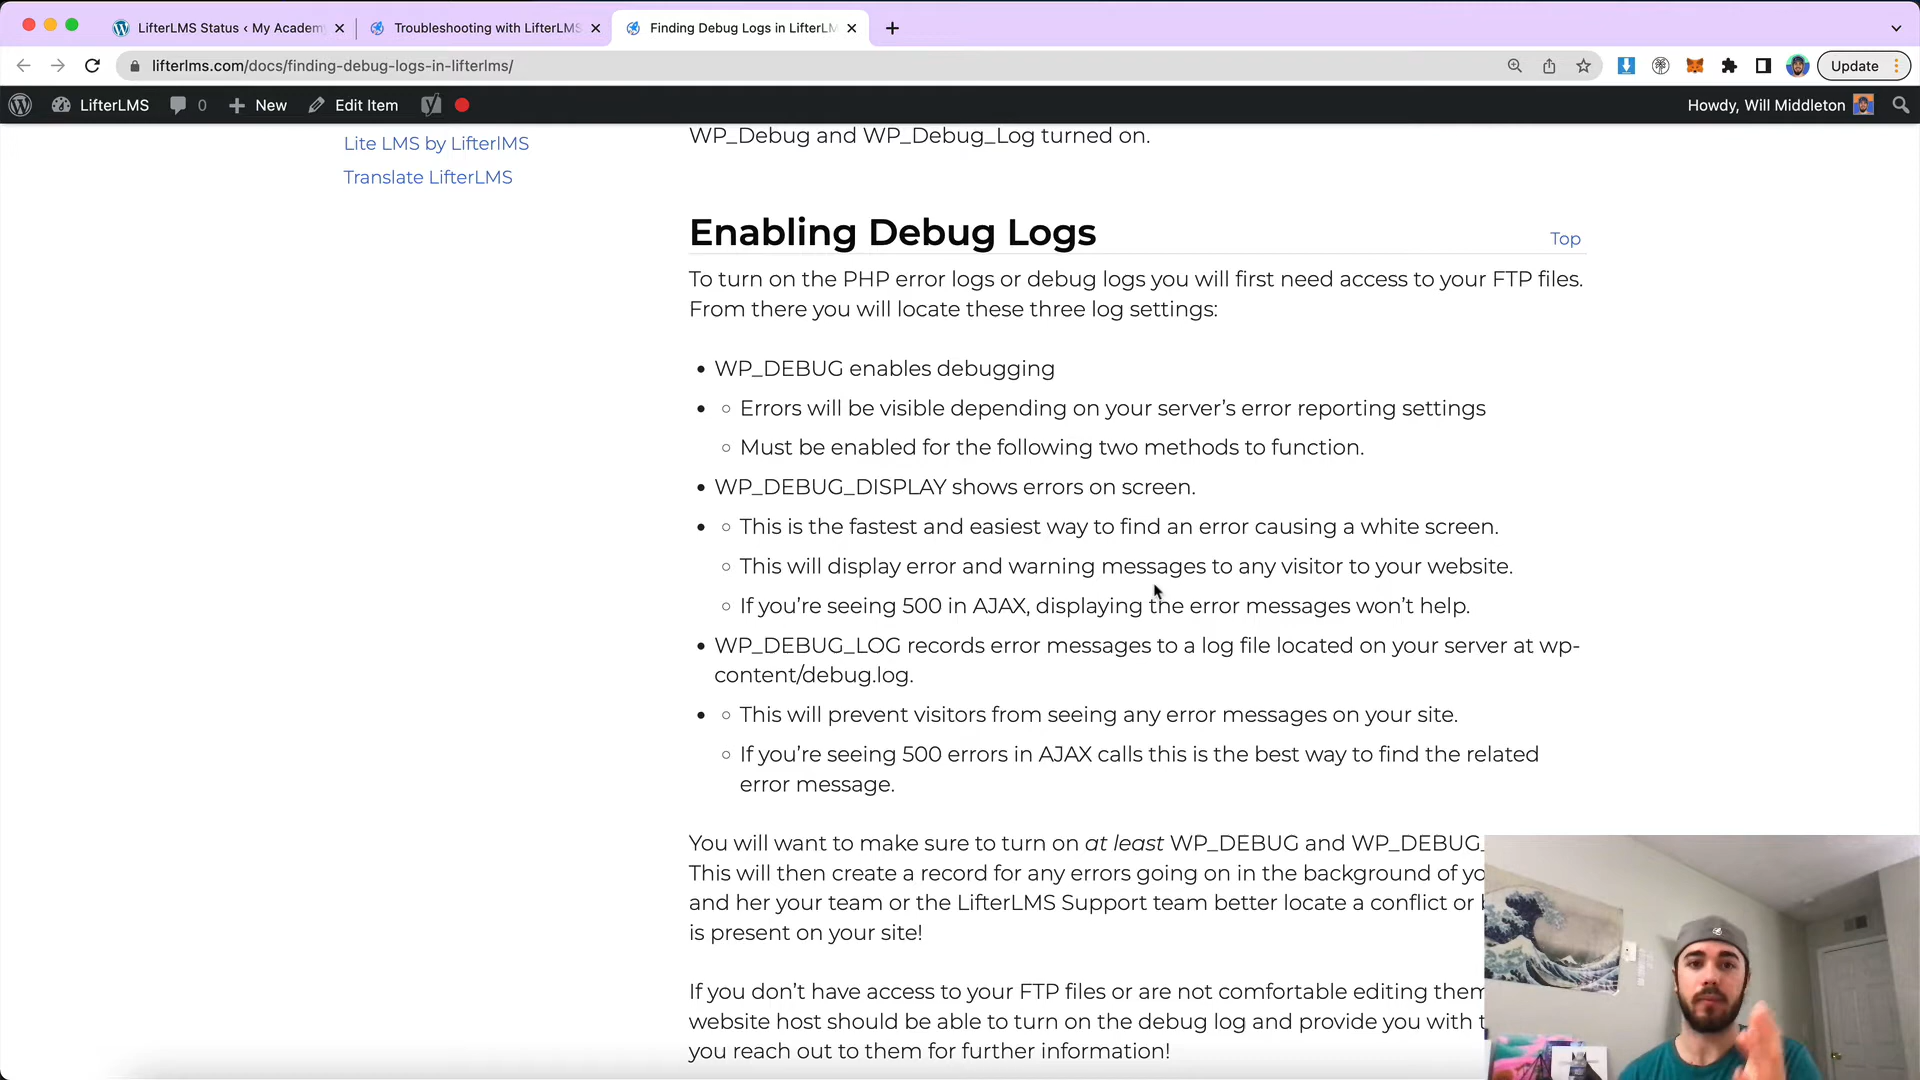 LifterLMS Status ‹ My Academ
Troubleshooting with LifterLMS
Finding Debug Logs in LifterLM
lifterlms.com/docs/finding-debug-logs-in-lifterlms/
Update
LifterLMS
0
New
Edit Item
Howdy, Will Middleton
Lite LMS by LifterlMS
Translate LifterLMS
WP_Debug and WP_Debug_Log turned on.
Enabling Debug Logs
Top
To turn on the PHP error logs or debug logs you will first need access to your FTP files.
From there you will locate these three log settings:
• WP_DEBUG enables debugging
• ◦ Errors will be visible depending on your server’s error reporting settings
◦ Must be enabled for the following two methods to function.
• WP_DEBUG_DISPLAY shows errors on screen.
• ◦ This is the fastest and easiest way to find an error causing a white screen.
◦ This will display error and warning messages to any visitor to your website.
◦ If you’re seeing 500 in AJAX, displaying the error messages won’t help.
• WP_DEBUG_LOG records error messages to a log file located on your server at wp-
content/debug.log.
• ◦ This will prevent visitors from seeing any error messages on your site.
◦ If you’re seeing 500 errors in AJAX calls this is the best way to find the related
error message.
You will want to make sure to turn on at least WP_DEBUG and WP_DEBUG_
This will then create a record for any errors going on in the background of yo
and her your team or the LifterLMS Support team better locate a conflict or
is present on your site!
If you don’t have access to your FTP files or are not comfortable editing them
website host should be able to turn on the debug log and provide you with
you reach out to them for further information!